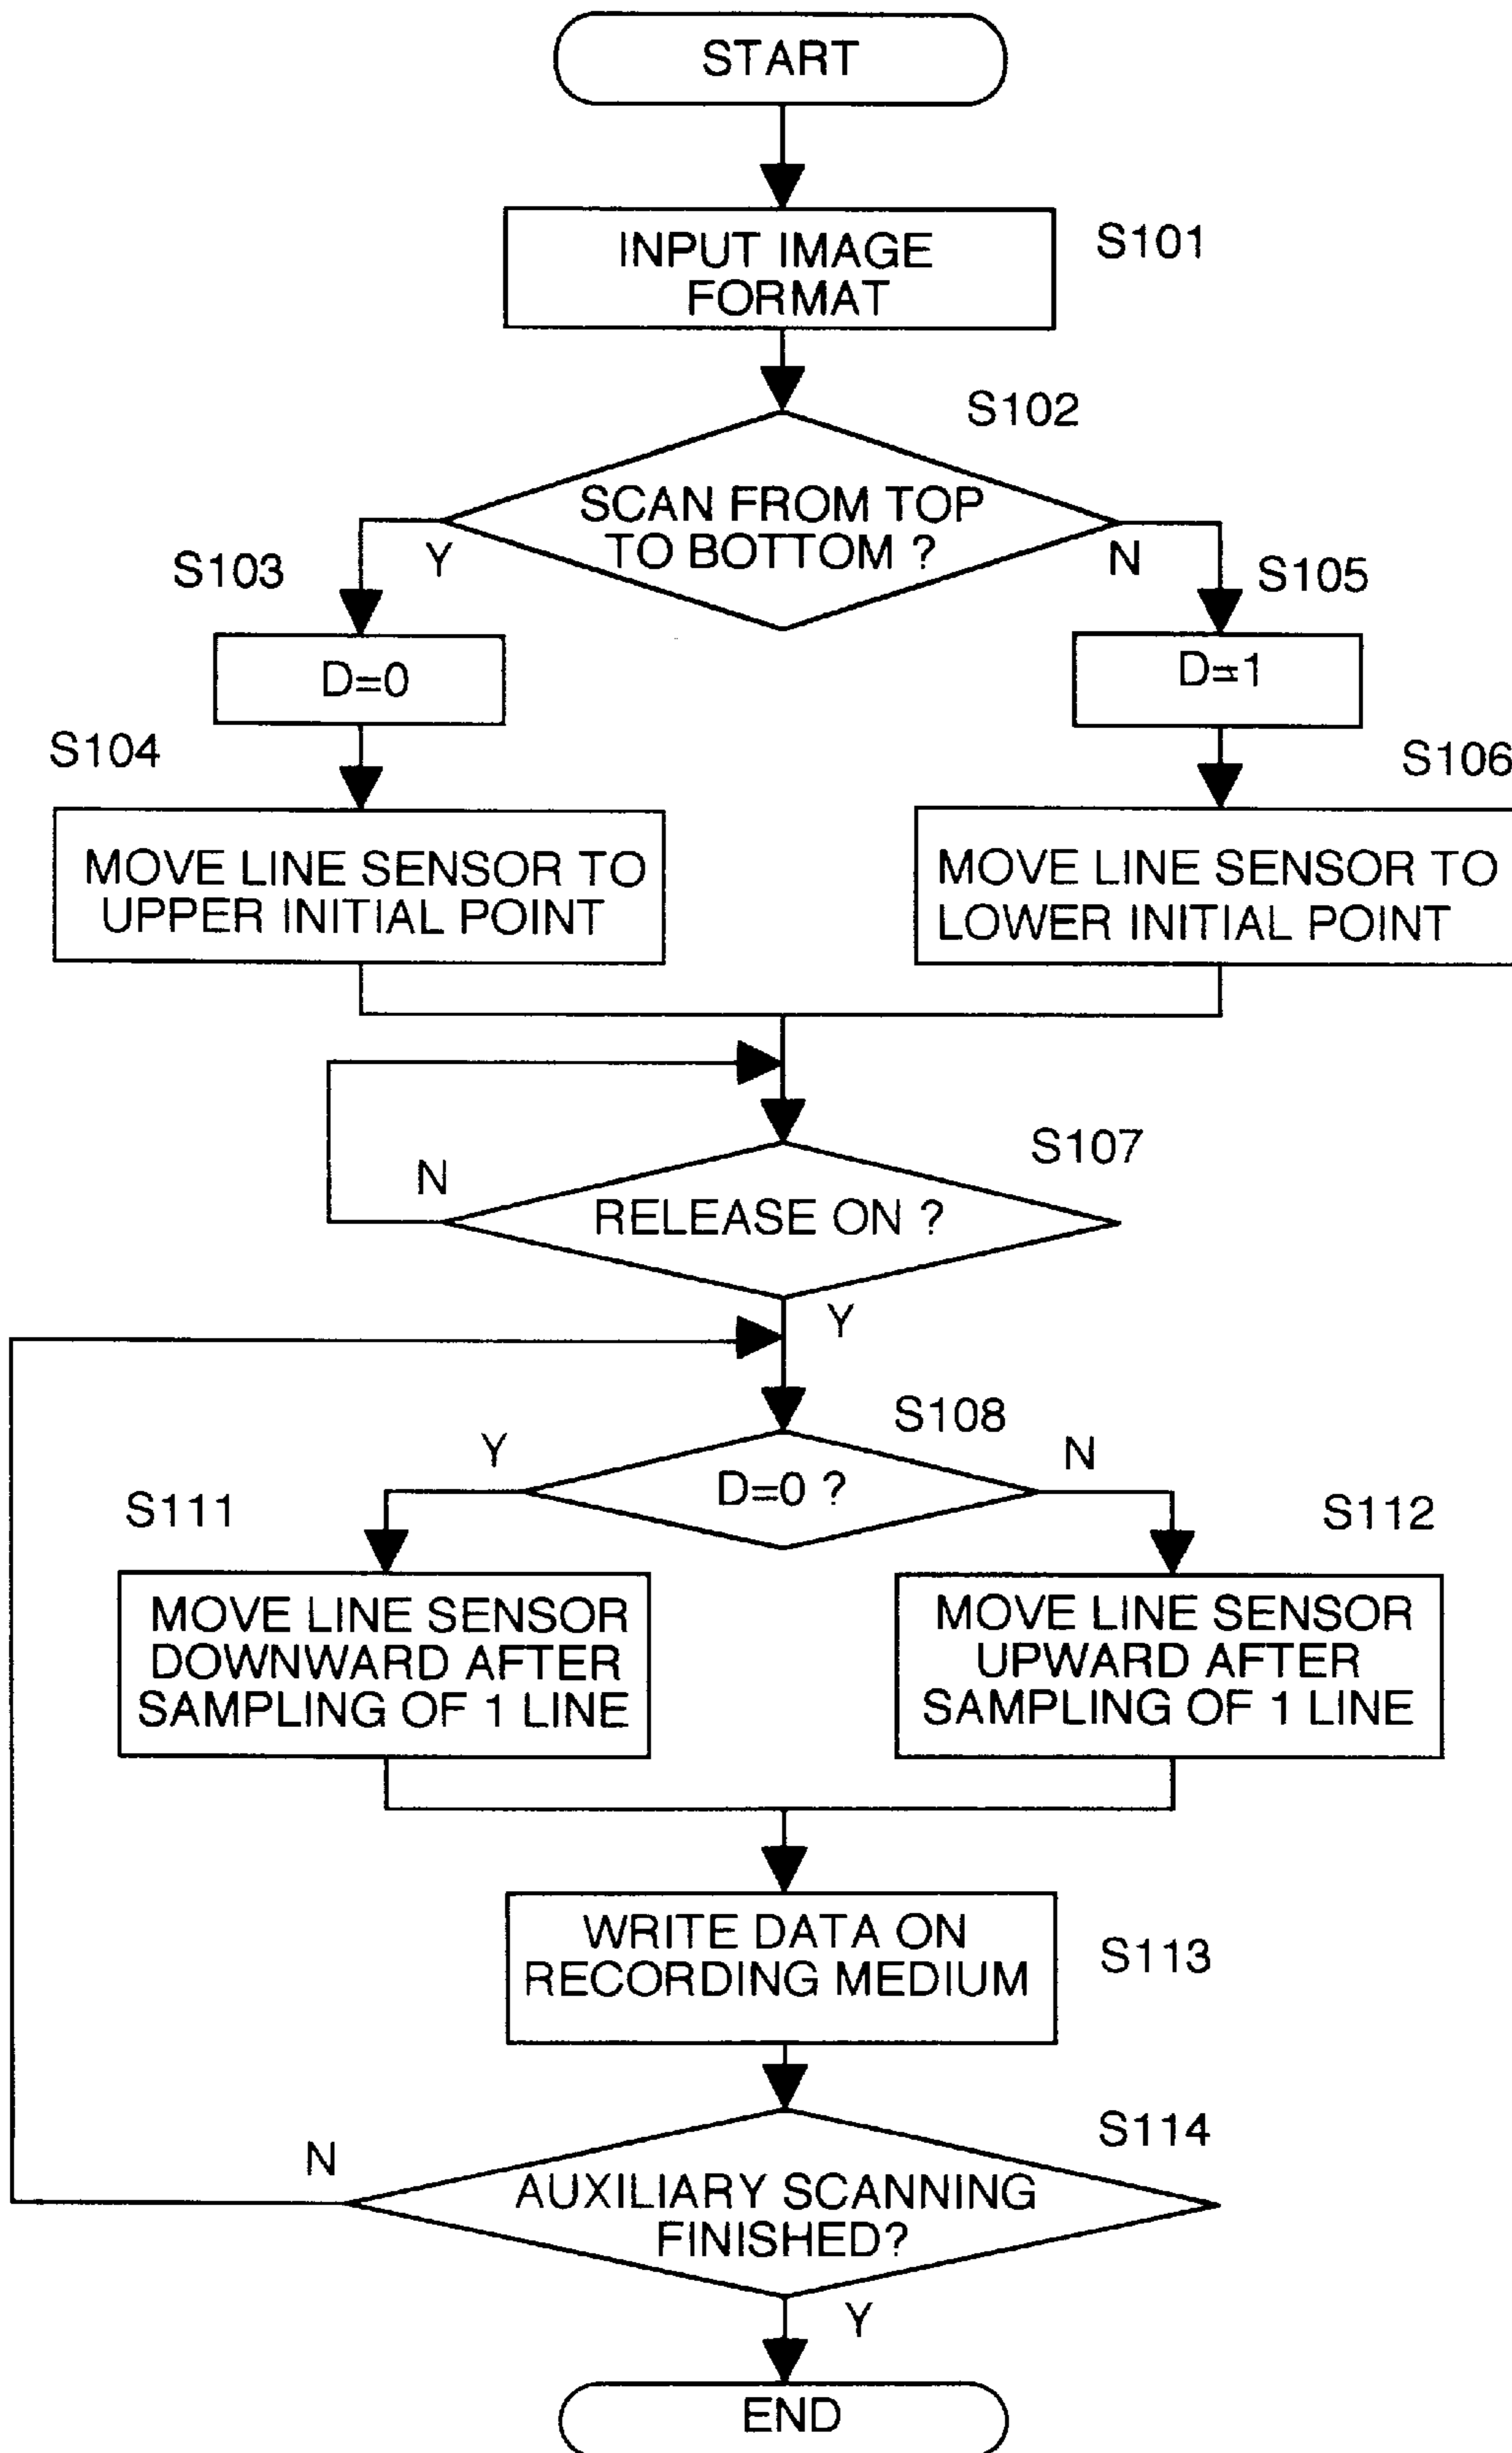 START
INPUT IMAGE
FORMAT
S101
S102
SCAN FROM TOP
TO BOTTOM ?
Y
N
S103
S105
D=0
D=1
S104
S106
MOVE LINE SENSOR TO
UPPER INITIAL POINT
MOVE LINE SENSOR TO
LOWER INITIAL POINT
S107
N
RELEASE ON ?
Y
S108
Y
N
D=0 ?
S111
S112
MOVE LINE SENSOR
DOWNWARD AFTER
SAMPLING OF 1 LINE
MOVE LINE SENSOR
UPWARD AFTER
SAMPLING OF 1 LINE
WRITE DATA ON
RECORDING MEDIUM
S113
S114
N
AUXILIARY SCANNING
FINISHED?
Y
END